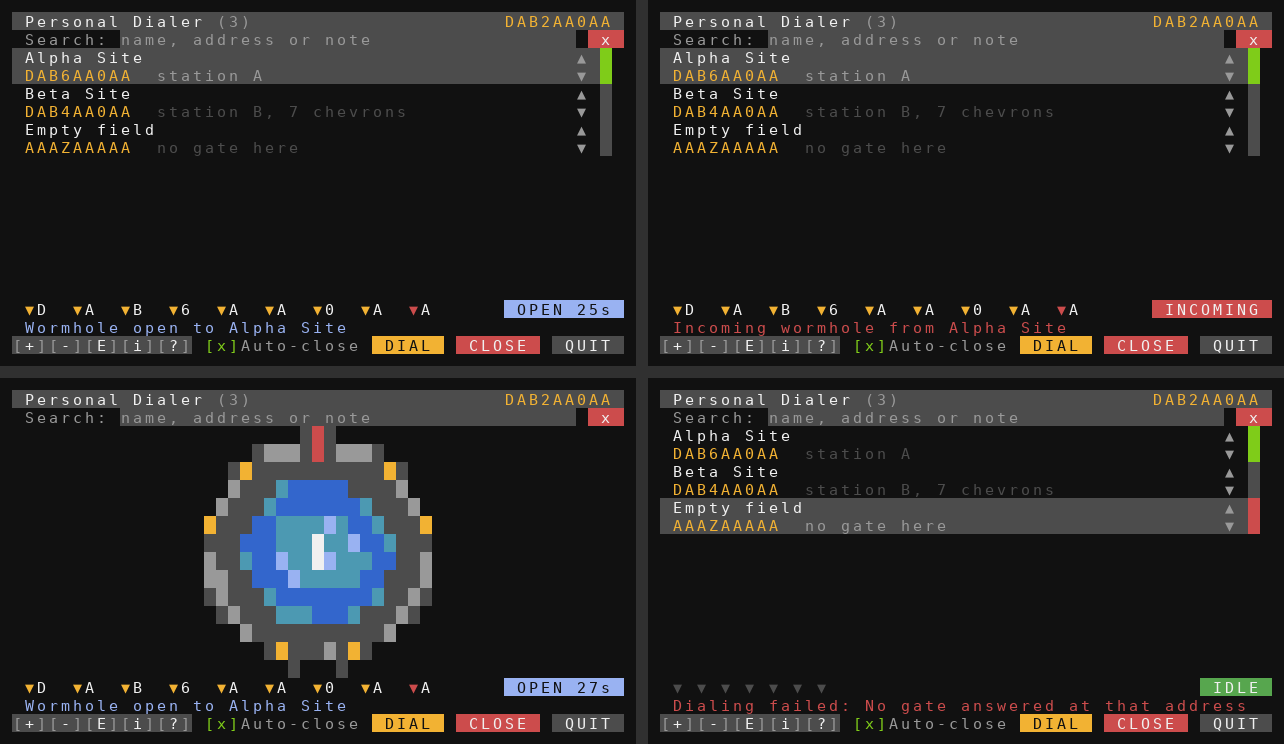 Personal Dialer (3) DAB2AA0AA
Search: name, address or note x
Alpha Site ▲
DAB6AA0AA station A ▼
Beta Site ▲
DAB4AA0AA station B, 7 chevrons ▼
Empty field ▲
AAAZAAAAA no gate here ▼
▼D ▼A ▼B ▼6 ▼A ▼A ▼0 ▼A ▼A OPEN 25s
Wormhole open to Alpha Site
[+][-][E][i][?] [x]Auto-close DIAL CLOSE QUIT
Personal Dialer (3) DAB2AA0AA
Search: name, address or note x
Alpha Site ▲
DAB6AA0AA station A ▼
Beta Site ▲
DAB4AA0AA station B, 7 chevrons ▼
Empty field ▲
AAAZAAAAA no gate here ▼
▼D ▼A ▼B ▼6 ▼A ▼A ▼0 ▼A ▼A INCOMING
Incoming wormhole from Alpha Site
[+][-][E][i][?] [x]Auto-close DIAL CLOSE QUIT
Personal Dialer (3) DAB2AA0AA
Search: name, address or note x
▼D ▼A ▼B ▼6 ▼A ▼A ▼0 ▼A ▼A OPEN 27s
Wormhole open to Alpha Site
[+][-][E][i][?] [x]Auto-close DIAL CLOSE QUIT
Personal Dialer (3) DAB2AA0AA
Search: name, address or note x
Alpha Site ▲
DAB6AA0AA station A ▼
Beta Site ▲
DAB4AA0AA station B, 7 chevrons ▼
Empty field ▲
AAAZAAAAA no gate here ▼
▼ ▼ ▼ ▼ ▼ ▼ ▼ IDLE
Dialing failed: No gate answered at that address
[+][-][E][i][?] [x]Auto-close DIAL CLOSE QUIT